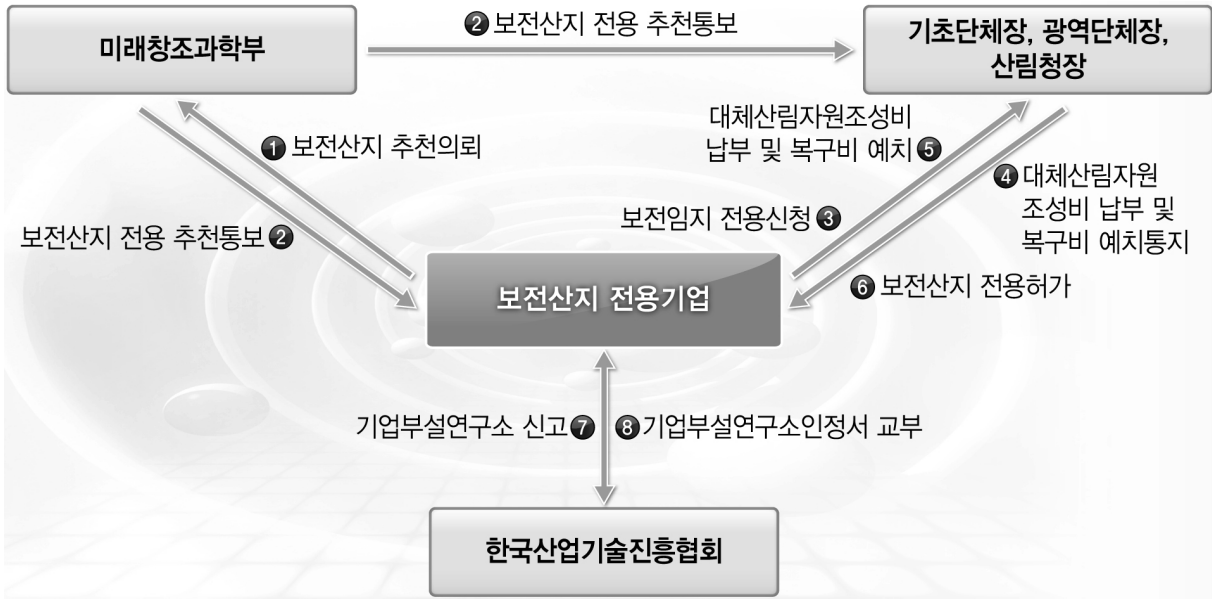 ❷ 보전산지 전용 추천통보
미래창조과학부
기초단체장, 광역단체장,
산림청장
❶ 보전산지 추천의뢰
대체산림자원조성비
납부 및 복구비 예치 ❺
보전산지 전용 추천통보 ❷
보전임지 전용신청 ❸
❹ 대체산림자원
조성비 납부 및
복구비 예치통지
❻ 보전산지 전용허가
보전산지 전용기업
기업부설연구소 신고 ❼
❽ 기업부설연구소인정서 교부
한국산업기술진흥협회